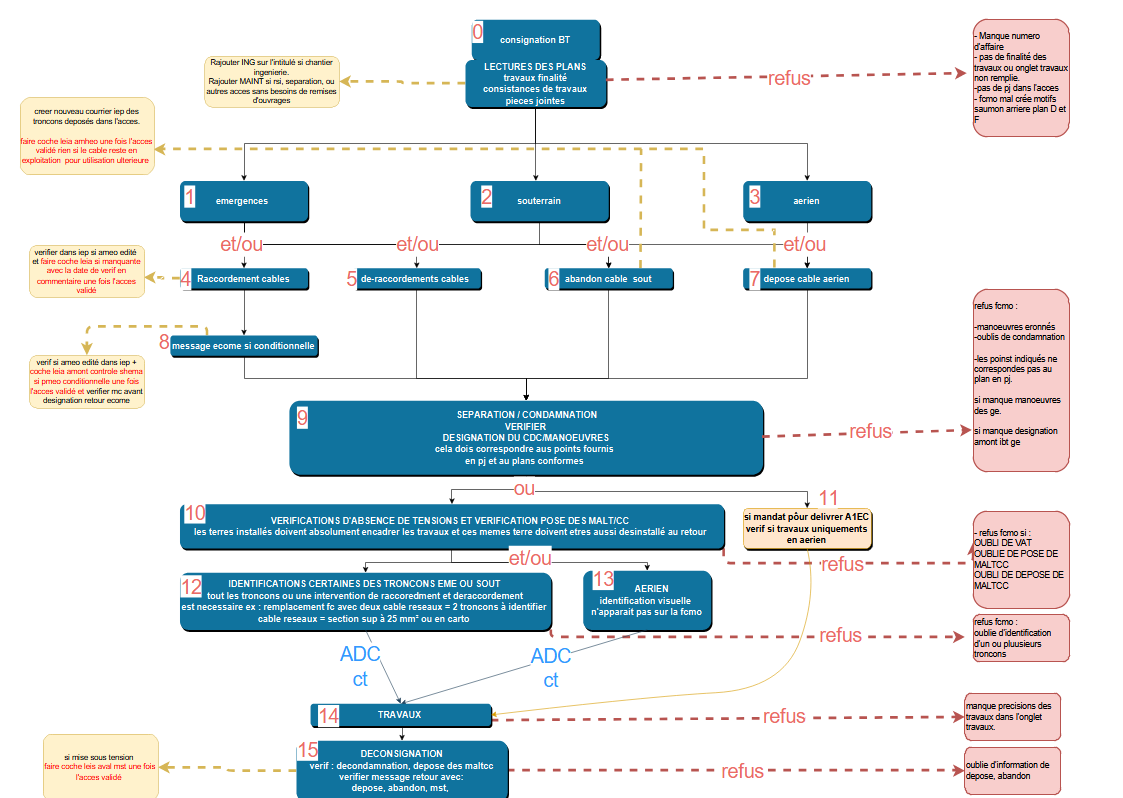 0
consignation BT
LECTURES DES PLANS
travaux finalité
consistances de travaux
pieces jointes
Rajouter ING sur l'intitulé si chantier
ingenierie.
Rajouter MAINT si rsi, separation, ou
autres acces sans besoins de remises
d'ouvrages
refus
- Manque numero
d'affaire
- pas de finalité des
travaux ou onglet travaux
non remplie.
-pas de pj dans l'acces
- fcmo mal crée motifs
saumon arriere plan D et
F
creer nouveau courrier iep des
troncons deposés dans l'acces.
faire coche leia amheo une fois l'acces
validé rien si le cable reste en
exploitation pour utilisation ulterieure
1
emergences
2
souterrain
3
aerien
et/ou
et/ou
et/ou
et/ou
verifier dans iep si ameo edité
et faire coche leia si manquante
avec la date de verif en
commentaire une fois l'acces
validé
4
Raccordement cables
5
de-raccordements cables
6
abandon cable sout
7
depose cable aerien
8
message ecome si conditionnelle
verif si ameo edité dans iep +
coche leia amont controle shema
si pmeo conditionnelle une fois
l'acces validé et verifier mc avant
designation retour ecome
refus fcmo :
-manoeuvres eronnés
-oublis de condamnation
-les poinst indiqués ne
correspondes pas au
plan en pj.
si manque manoeuvres
des ge.
si manque designation
amont ibt ge
9
SEPARATION / CONDAMNATION
VERIFIER
DESIGNATION DU CDC/MANOEUVRES
cela dois correspondre aus points fournis
en pj et au plans conformes
refus
ou
10
VERIFICATIONS D'ABSENCE DE TENSIONS ET VERIFICATION POSE DES MALT/CC
les terres installés doivent absolument encadrer les travaux et ces memes terre doivent etres aussi desinstallé au retour
11
si mandat pôur delivrer A1EC
verif si travaux uniquements
en aerien
refus
- refus fcmo si :
OUBLI DE VAT
OUBLIE DE POSE DE
MALTCC
OUBLI DE DEPOSE DE
MALTCC
et/ou
12
IDENTIFICATIONS CERTAINES DES TRONCONS EME OU SOUT
tout les troncons ou une intervention de raccoredment et deraccordement
est necessaire ex : remplacement fc avec deux cable reseaux = 2 troncons à identifier
cable reseaux = section sup à 25 mm² ou en carto
13
AERIEN
identification visuelle
n'apparait pas sur la fcmo
refus
refus fcmo :
oublie d'identification
d'un ou pluusieurs
troncons
ADC
ct
ADC
ct
14
TRAVAUX
refus
manque precisions des
travaux dans l'onglet
travaux.
15
DECONSIGNATION
verif : decondamnation, depose des maltcc
verifier message retour avec:
depose, abandon, mst,
si mise sous tension
faire coche leis aval mst une fois
l'acces validé
refus
oublie d'information de
depose, abandon